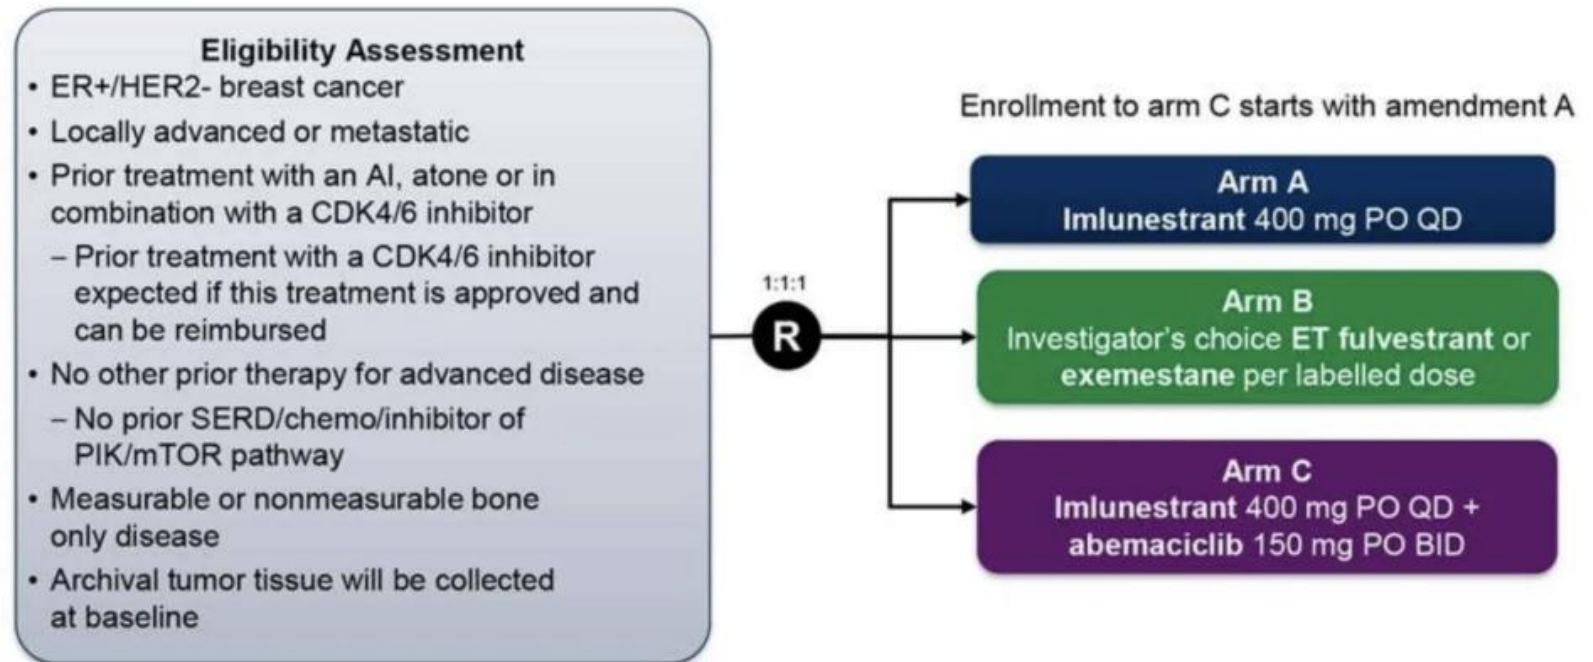 Eligibility Assessment
• ER+/HER2- breast cancer
• Locally advanced or metastatic
• Prior treatment with an AI, atone or in
combination with a CDK4/6 inhibitor
– Prior treatment with a CDK4/6 inhibitor
expected if this treatment is approved and
can be reimbursed
• No other prior therapy for advanced disease
– No prior SERD/chemo/inhibitor of
PIK/mTOR pathway
• Measurable or nonmeasurable bone
only disease
• Archival tumor tissue will be collected
at baseline
1:1:1
R
Enrollment to arm C starts with amendment A
Arm A
Imlunestrant 400 mg PO QD
Arm B
Investigator's choice ET fulvestrant or
exemestane per labelled dose
Arm C
Imlunestrant 400 mg PO QD +
abemaciclib 150 mg PO BID